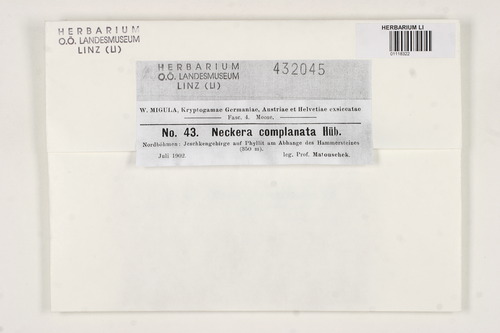 HERBARIUM
O.Ö. LANDESMUSEUM
LINZ (LI)
HERBARIUM LI
HERBARIUM
O.Ö. LANDESMUSEUM
LINZ (LI)
432045
W. MIGULA, Kryptogamae Germaniae, Austriae et Helvetiae exsiccatae
Fasc. 4. Musci.
No. 43. Neckera complanata Hüb.
Nordböhmen: Jeschkengebirge auf Phyllit am Abhange des Hammersteines
(350 m).
Juli 1902. leg. Prof. Matouschek.